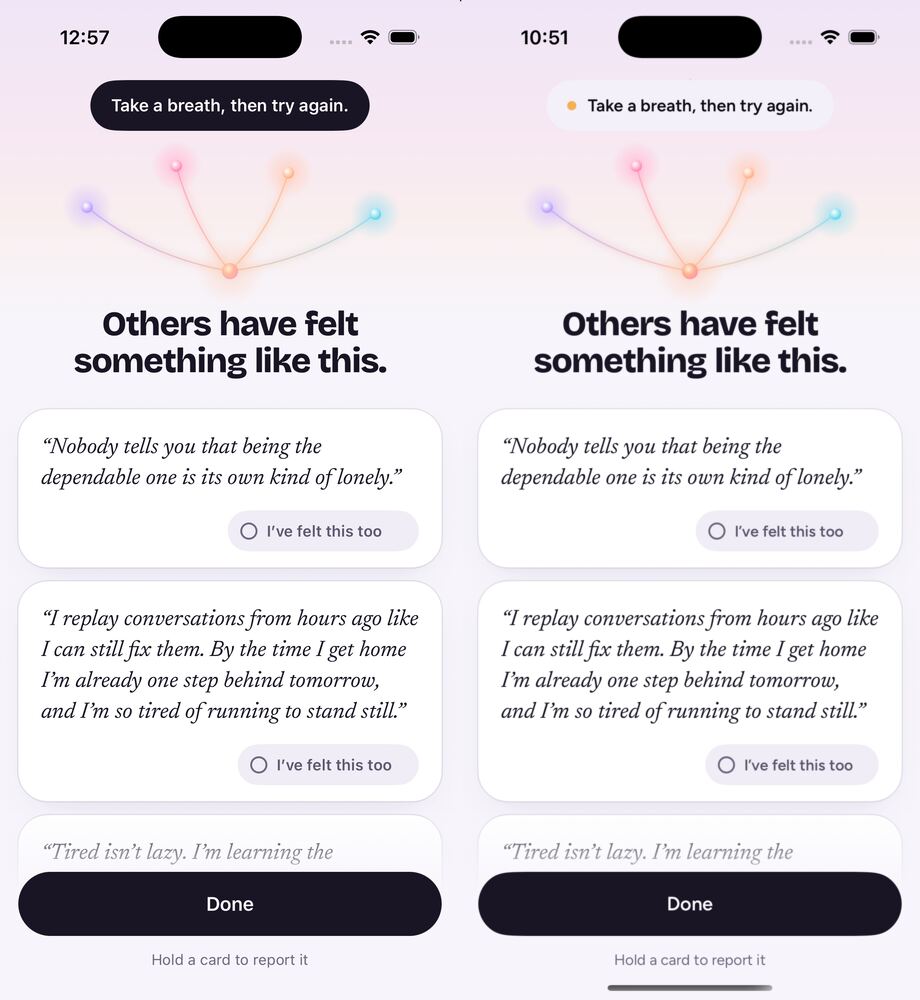 12:57
Take a breath, then try again.
Others have felt
something like this.
“Nobody tells you that being the
dependable one is its own kind of lonely.”
I’ve felt this too
“I replay conversations from hours ago like
I can still fix them. By the time I get home
I’m already one step behind tomorrow,
and I’m so tired of running to stand still.”
I’ve felt this too
“Tired isn’t lazy. I’m learning the
Done
Hold a card to report it
10:51
Take a breath, then try again.
Others have felt
something like this.
“Nobody tells you that being the
dependable one is its own kind of lonely.”
I’ve felt this too
“I replay conversations from hours ago like
I can still fix them. By the time I get home
I’m already one step behind tomorrow,
and I’m so tired of running to stand still.”
I’ve felt this too
“Tired isn’t lazy. I’m learning the
Done
Hold a card to report it